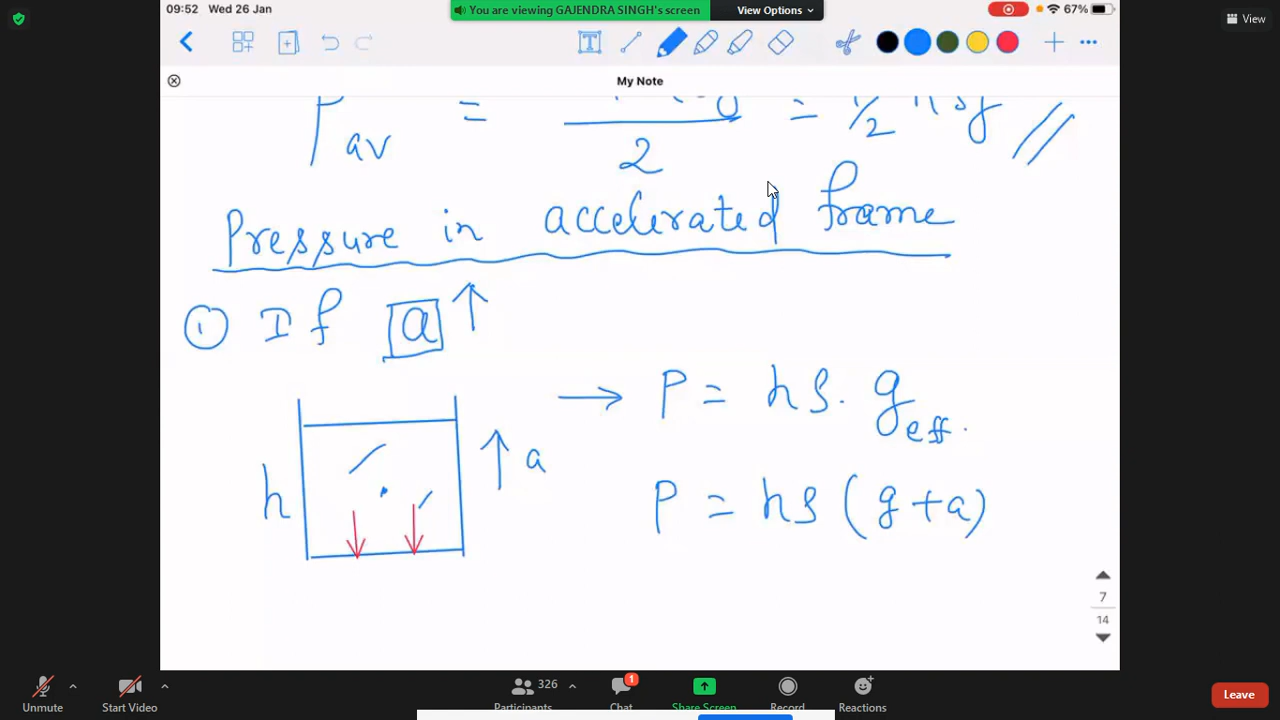 09:52 Wed 26 Jan
You are viewing GAJENDRA SINGH's screen
View Options
67%
View
My Note
P av = 2 = 1/2 hρg //
Pressure in accelerated frame
① If a ↑
→ P = hρ. g eff.
h ↑ a
P = hρ (g+a)
7
14
Unmute
Start Video
326
Participants
1
Chat
Share Screen
Record
Reactions
Leave